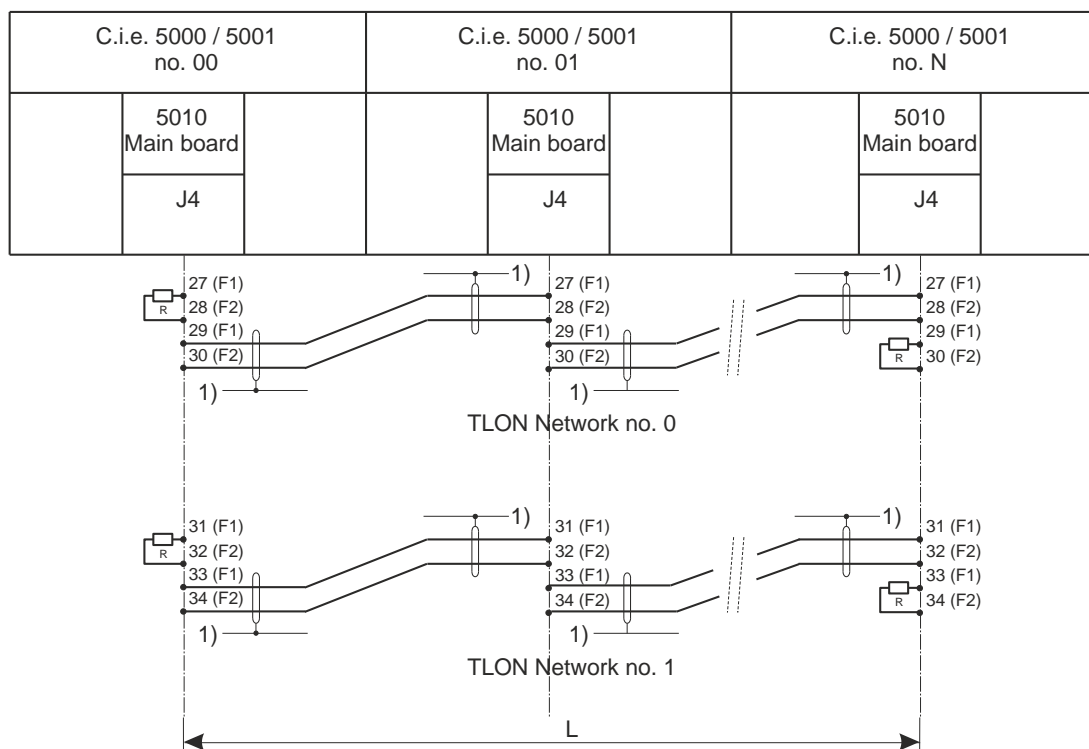 C.i.e. 5000 / 5001
no. 00
C.i.e. 5000 / 5001
no. 01
C.i.e. 5000 / 5001
no. N
5010
Main board
J4
5010
Main board
J4
5010
Main board
J4
R
27 (F1)
28 (F2)
29 (F1)
30 (F2)
1)
1)
27 (F1)
28 (F2)
29 (F1)
30 (F2)
1)
1)
27 (F1)
28 (F2)
29 (F1)
30 (F2)
R
TLON Network no. 0
R
31 (F1)
32 (F2)
33 (F1)
34 (F2)
1)
1)
31 (F1)
32 (F2)
33 (F1)
34 (F2)
1)
1)
31 (F1)
32 (F2)
33 (F1)
34 (F2)
R
TLON Network no. 1
L